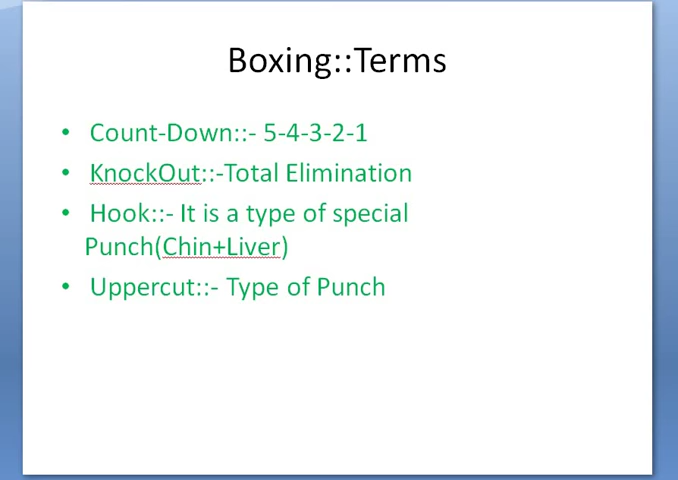 Boxing::Terms
• Count-Down::- 5-4-3-2-1
• KnockOut::-Total Elimination
• Hook::- It is a type of special
Punch(Chin+Liver)
• Uppercut::- Type of Punch